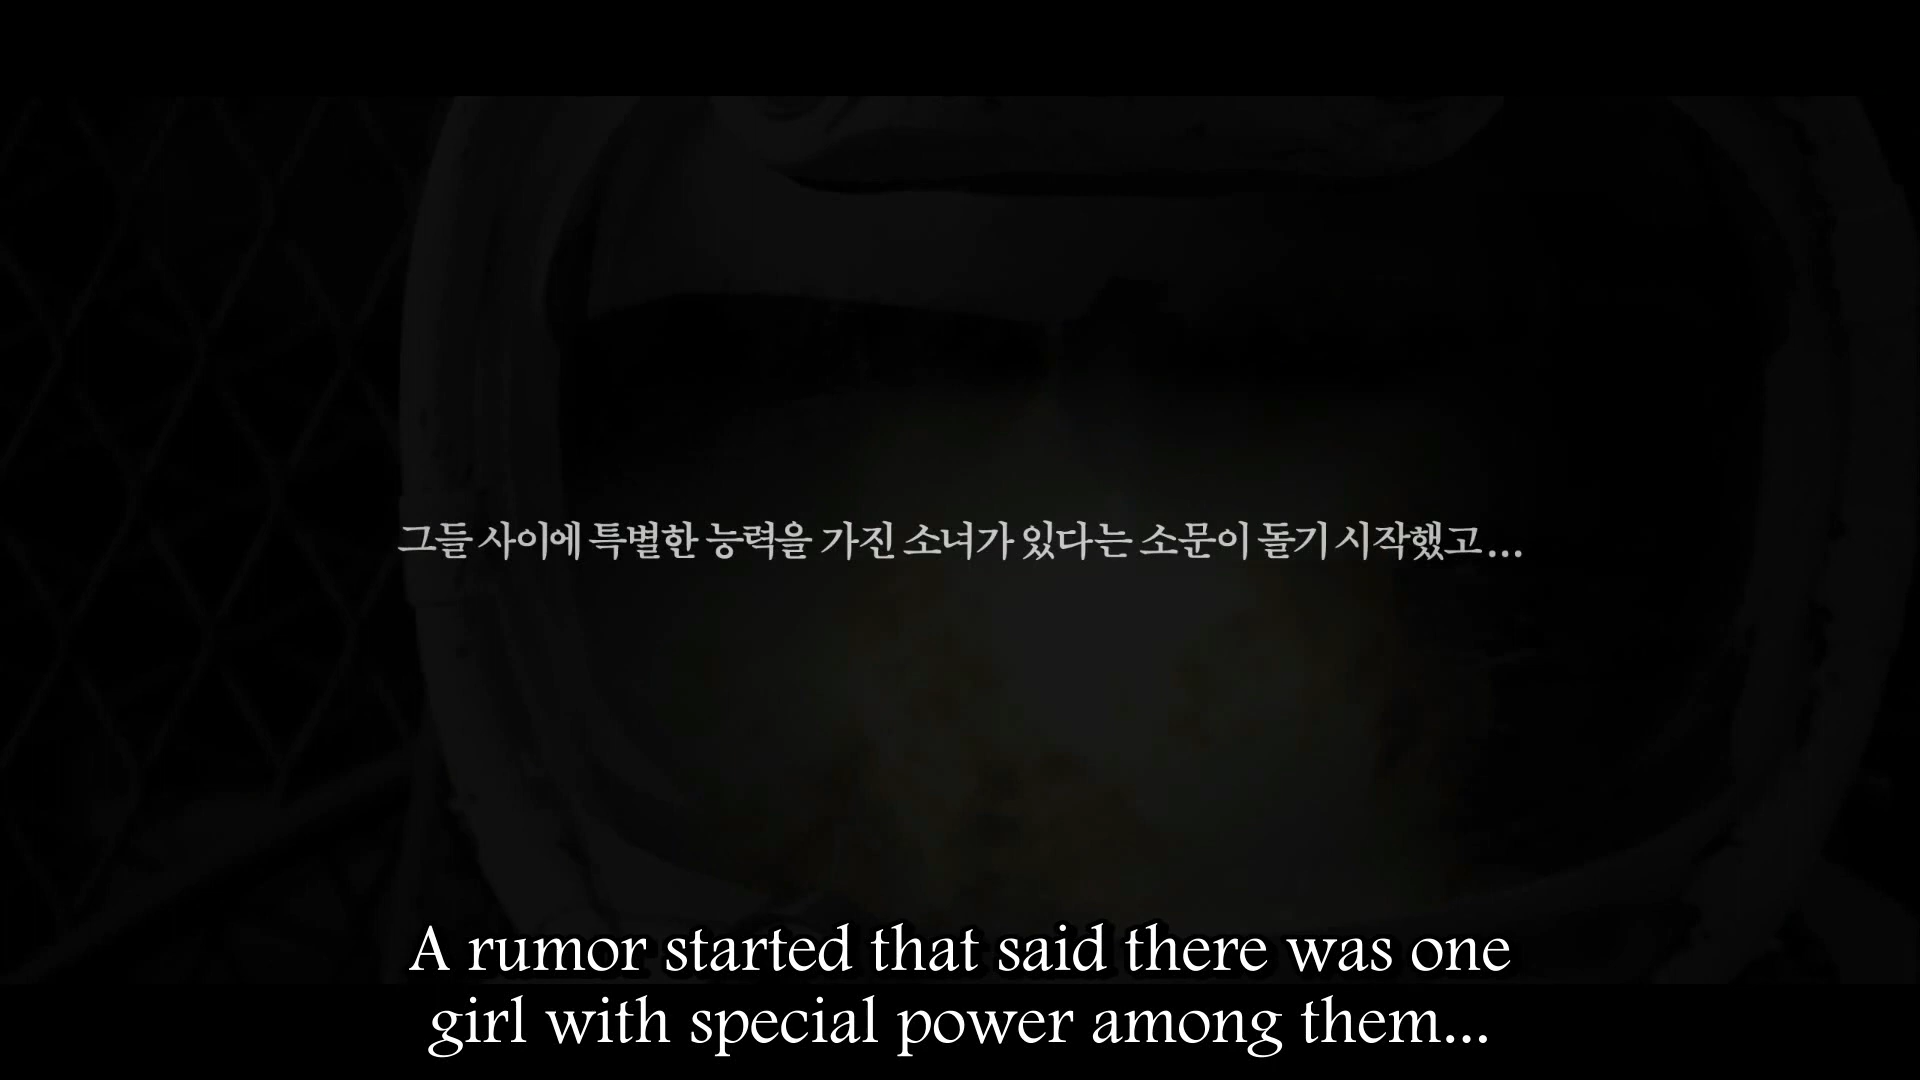 그들 사이에 특별한 능력을 가진 소녀가 있다는 소문이 돌기 시작했고...
A rumor started that said there was one
girl with special power among them...